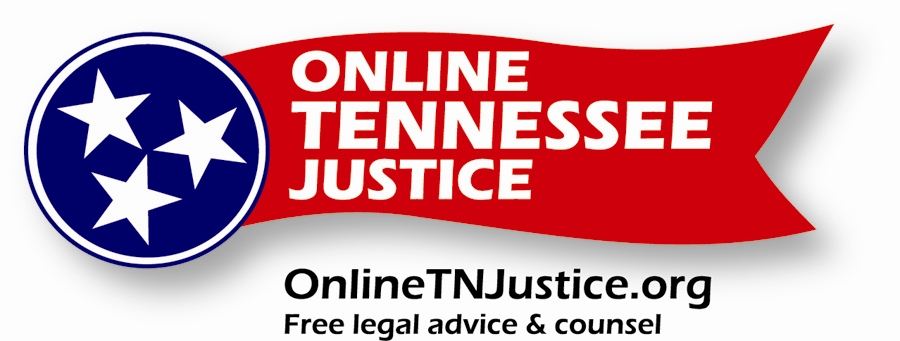 ONLINE
TENNESSEE
JUSTICE
OnlineTNJustice.org
Free legal advice & counsel